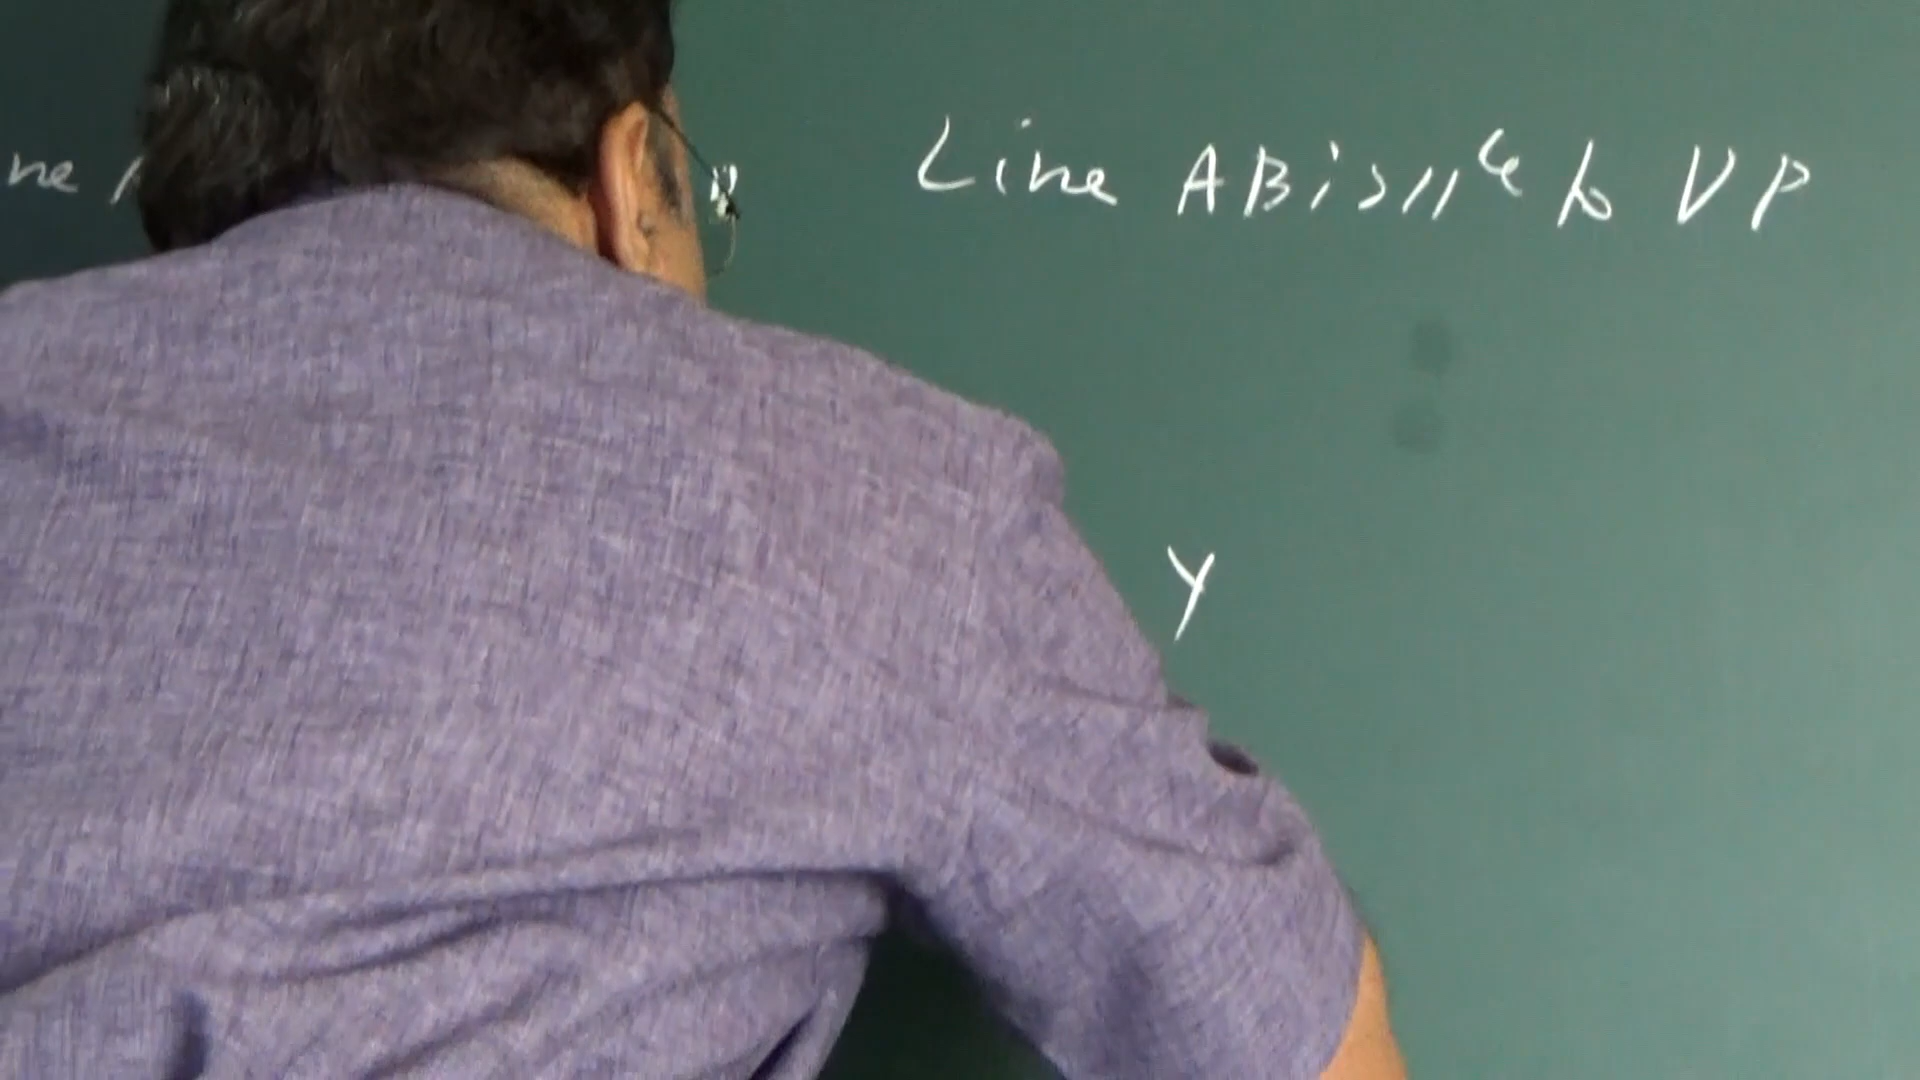 Line AB is ||le to VP
Y